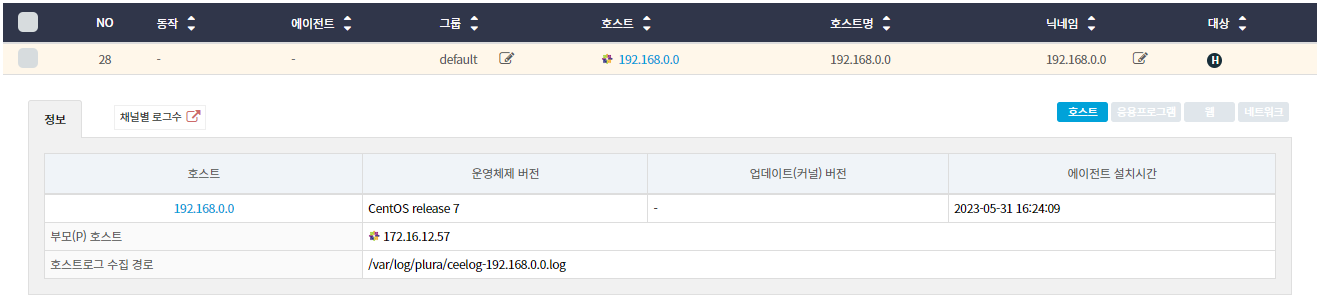 NO 동작 에이전트 그룹 호스트 호스트명 닉네임 대상
28 - - default 192.168.0.0 192.168.0.0 192.168.0.0 H
정보 채널별 로그수 호스트 응용프로그램 웹 네트워크
호스트 운영체제 버전 업데이트(커널) 버전 에이전트 설치시간
192.168.0.0 CentOS release 7 - 2023-05-31 16:24:09
부모(P) 호스트 172.16.12.57
호스트로그 수집 경로 /var/log/plura/ceelog-192.168.0.0.log